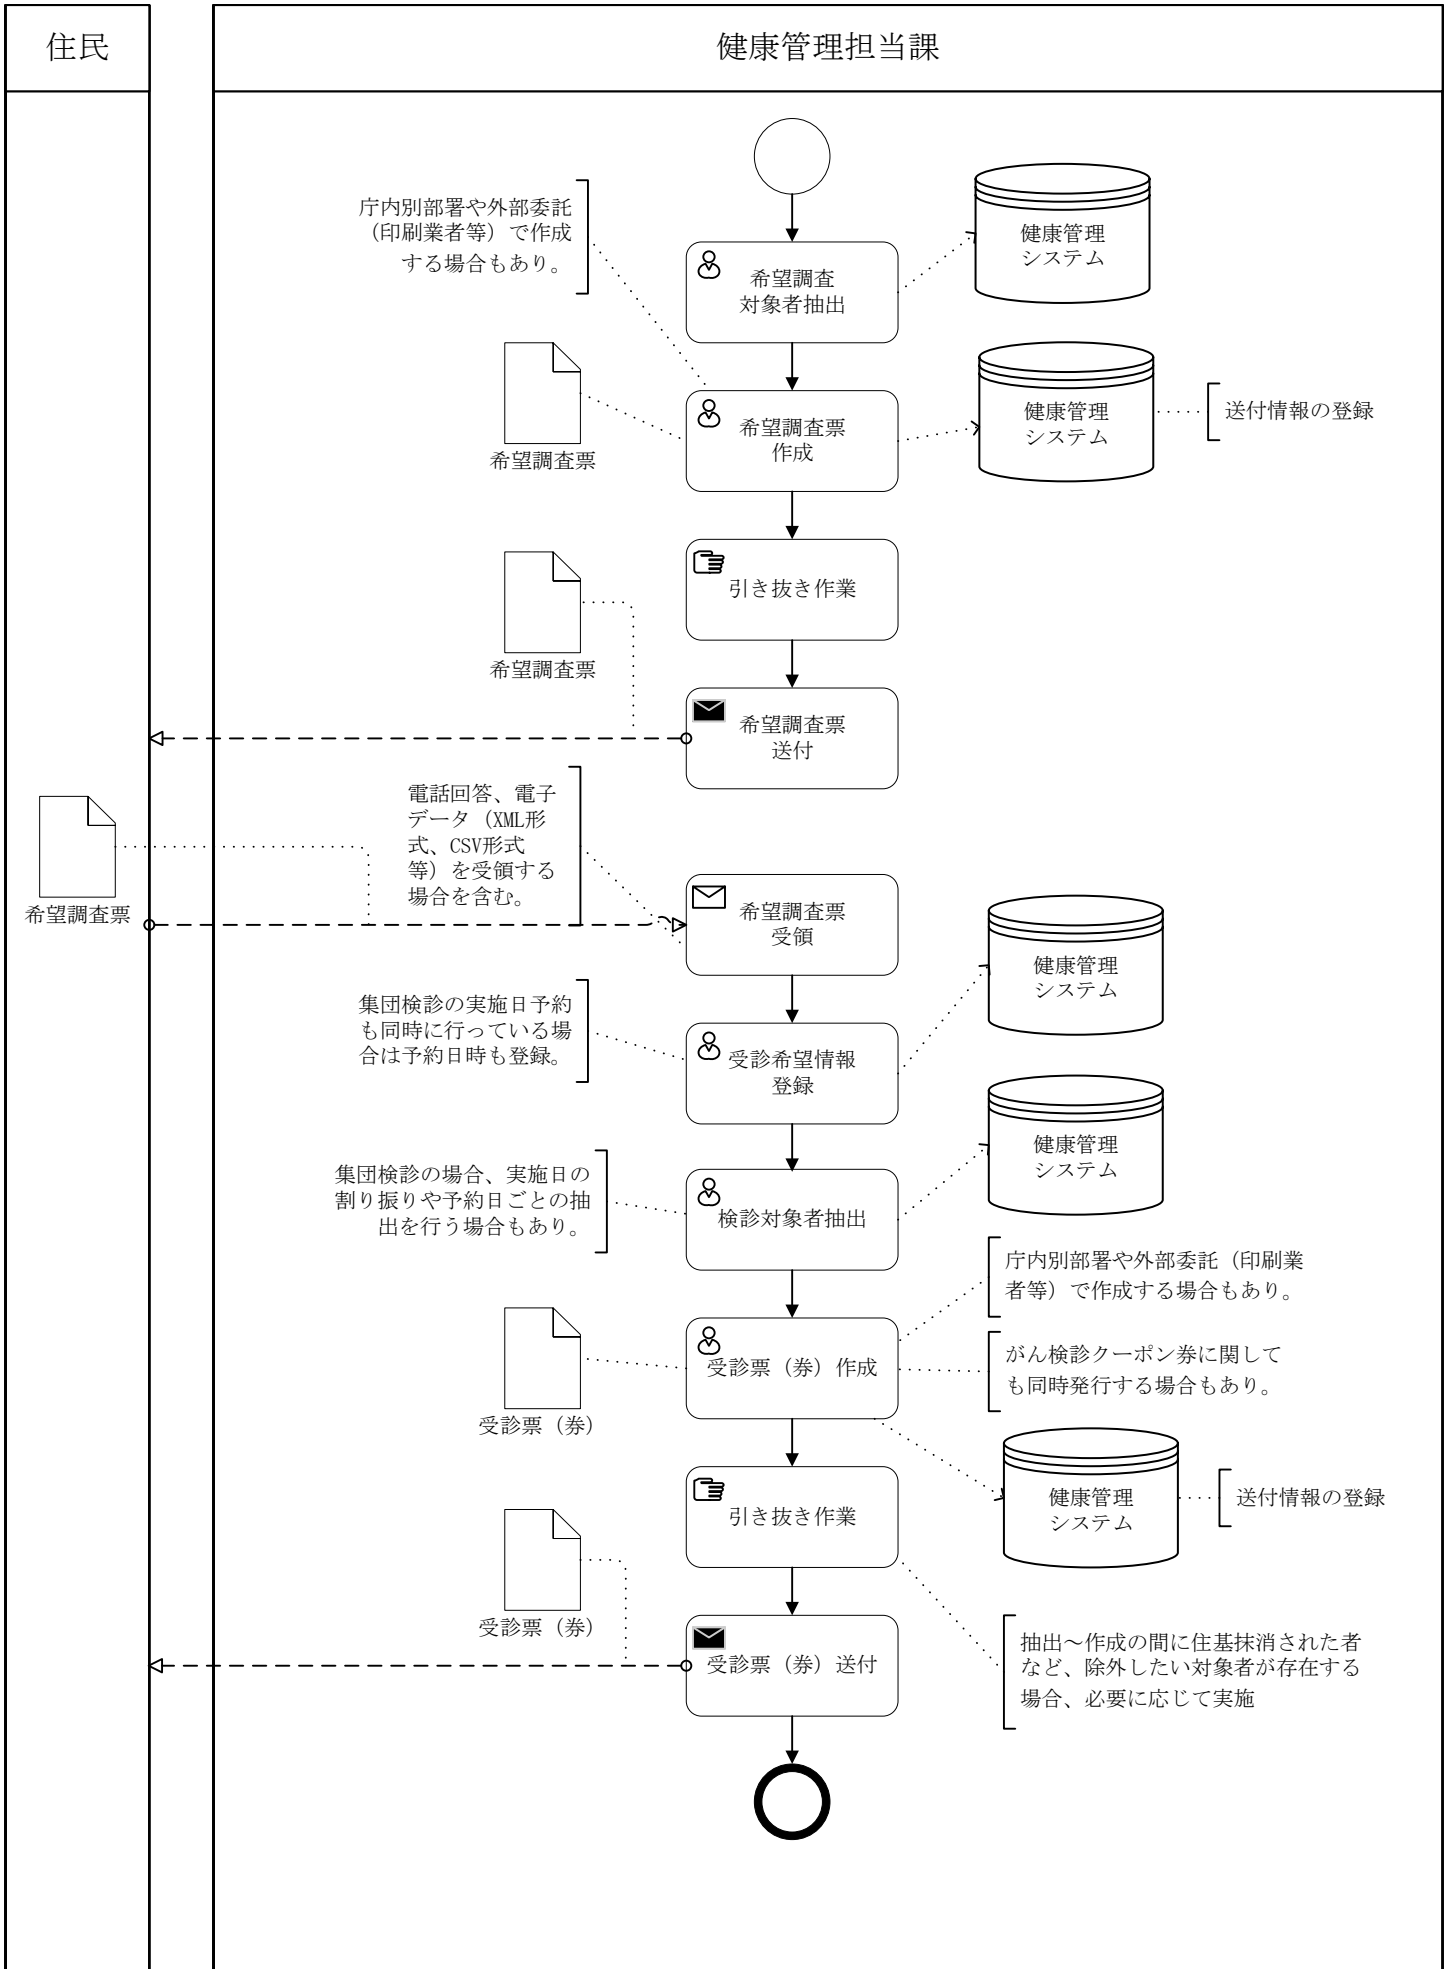 住民
健康管理担当課
庁内別部署や外部委託
（印刷業者等）で作成
する場合もあり。
希望調査
対象者抽出
健康管理
システム
希望調査票
希望調査票
作成
健康管理
システム
送付情報の登録
引き抜き作業
希望調査票
希望調査票
送付
希望調査票
電話回答、電子
データ（XML形
式、CSV形式
等）を受領する
場合を含む。
希望調査票
受領
健康管理
システム
集団検診の実施日予約
も同時に行っている場
合は予約日時も登録。
受診希望情報
登録
健康管理
システム
集団検診の場合、実施日の
割り振りや予約日ごとの抽
出を行う場合もあり。
検診対象者抽出
庁内別部署や外部委託（印刷業
者等）で作成する場合もあり。
受診票（券）作成
がん検診クーポン券に関して
も同時発行する場合もあり。
受診票（券）
健康管理
システム
送付情報の登録
引き抜き作業
受診票（券）
受診票（券）送付
抽出～作成の間に住基抹消された者
など、除外したい対象者が存在する
場合、必要に応じて実施